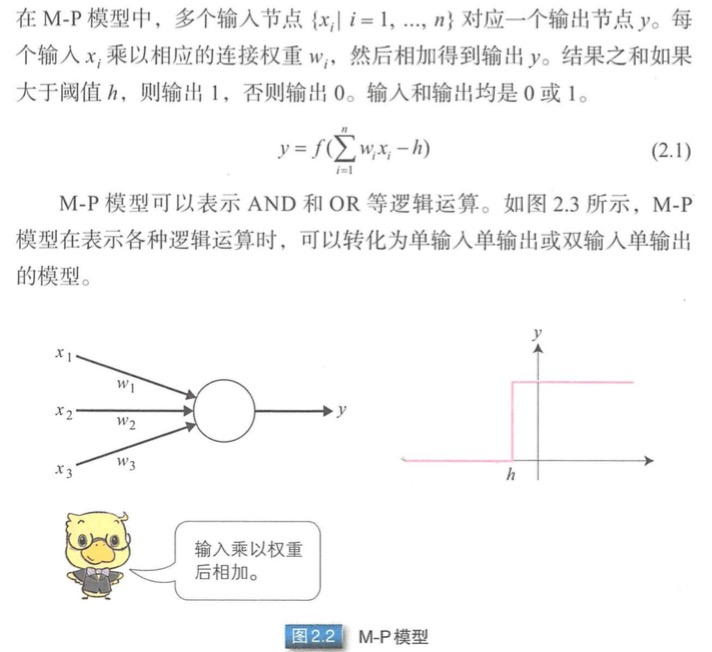 在 M-P 模型中，多个输入节点 {xᵢ| i = 1, ..., n} 对应一个输出节点 y。每
个输入 xᵢ 乘以相应的连接权重 wᵢ，然后相加得到输出 y。结果之和如果
大于阈值 h，则输出 1，否则输出 0。输入和输出均是 0 或 1。
y = f(∑ⁿᵢ₌₁ wᵢxᵢ – h) (2.1)
M-P 模型可以表示 AND 和 OR 等逻辑运算。如图 2.3 所示，M-P
模型在表示各种逻辑运算时，可以转化为单输入单输出或双输入单输出
的模型。
x₁
w₁
x₂
w₂
x₃
w₃
y
y
h
输入乘以权重
后相加。
图2.2 M-P模型